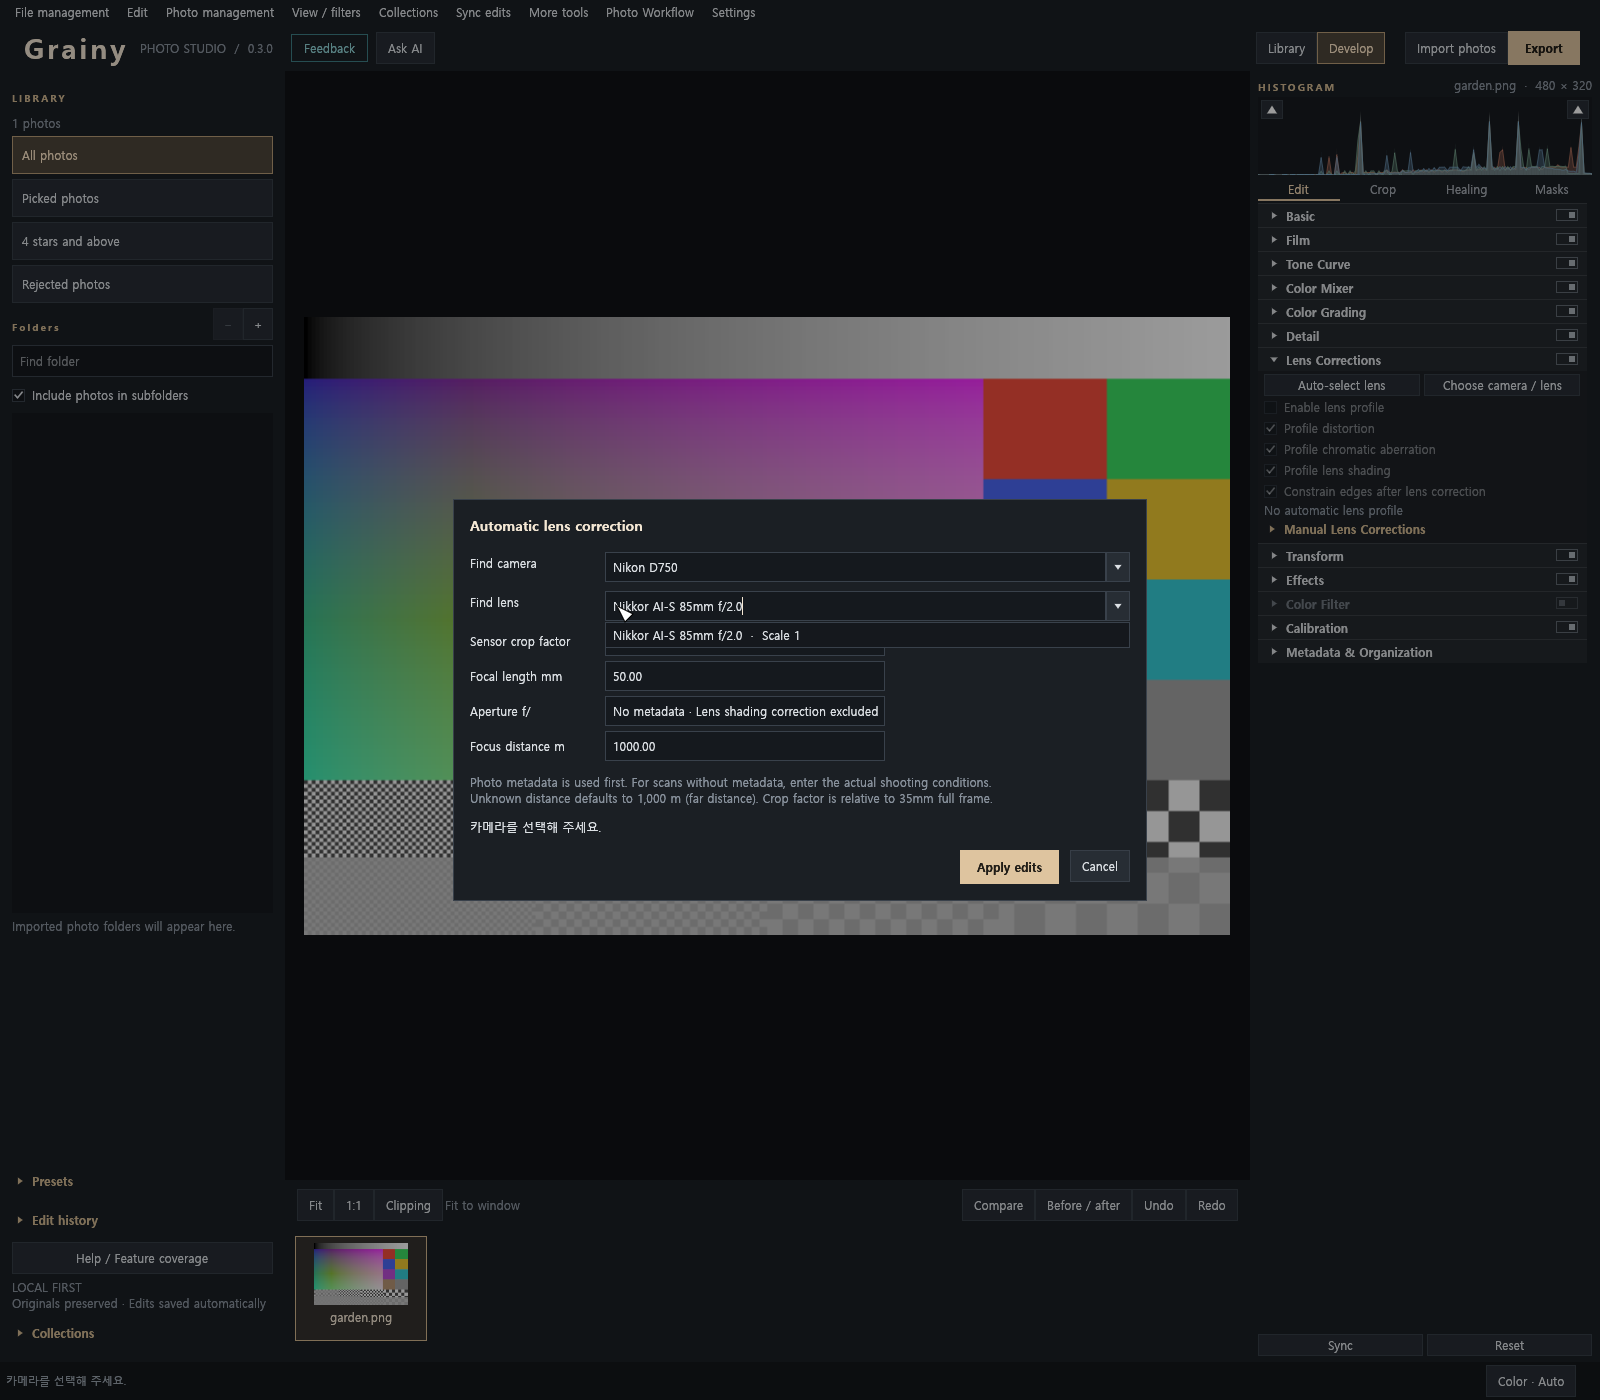 File management Edit Photo management View / filters Collections Sync edits More tools Photo Workflow Settings
Grainy PHOTO STUDIO / 0.3.0 Feedback Ask AI Library Develop Import photos Export
LIBRARY
1 photos
All photos
Picked photos
4 stars and above
Rejected photos
Folders − +
Find folder
Include photos in subfolders
Imported photo folders will appear here.
Presets
Edit history
Help / Feature coverage
LOCAL FIRST
Originals preserved · Edits saved automatically
Collections
Automatic lens correction
Find camera Nikon D750
Find lens Nikkor AI-S 85mm f/2.0
Nikkor AI-S 85mm f/2.0 · Scale 1
Sensor crop factor
Focal length mm 50.00
Aperture f/ No metadata · Lens shading correction excluded
Focus distance m 1000.00
Photo metadata is used first. For scans without metadata, enter the actual shooting conditions.
Unknown distance defaults to 1,000 m (far distance). Crop factor is relative to 35mm full frame.
카메라를 선택해 주세요.
Apply edits Cancel
Fit 1:1 Clipping Fit to window Compare Before / after Undo Redo
garden.png
HISTOGRAM garden.png · 480 × 320
Edit Crop Healing Masks
Basic
Film
Tone Curve
Color Mixer
Color Grading
Detail
Lens Corrections
Auto-select lens Choose camera / lens
Enable lens profile
Profile distortion
Profile chromatic aberration
Profile lens shading
Constrain edges after lens correction
No automatic lens profile
Manual Lens Corrections
Transform
Effects
Color Filter
Calibration
Metadata & Organization
Sync Reset
카메라를 선택해 주세요. Color · Auto